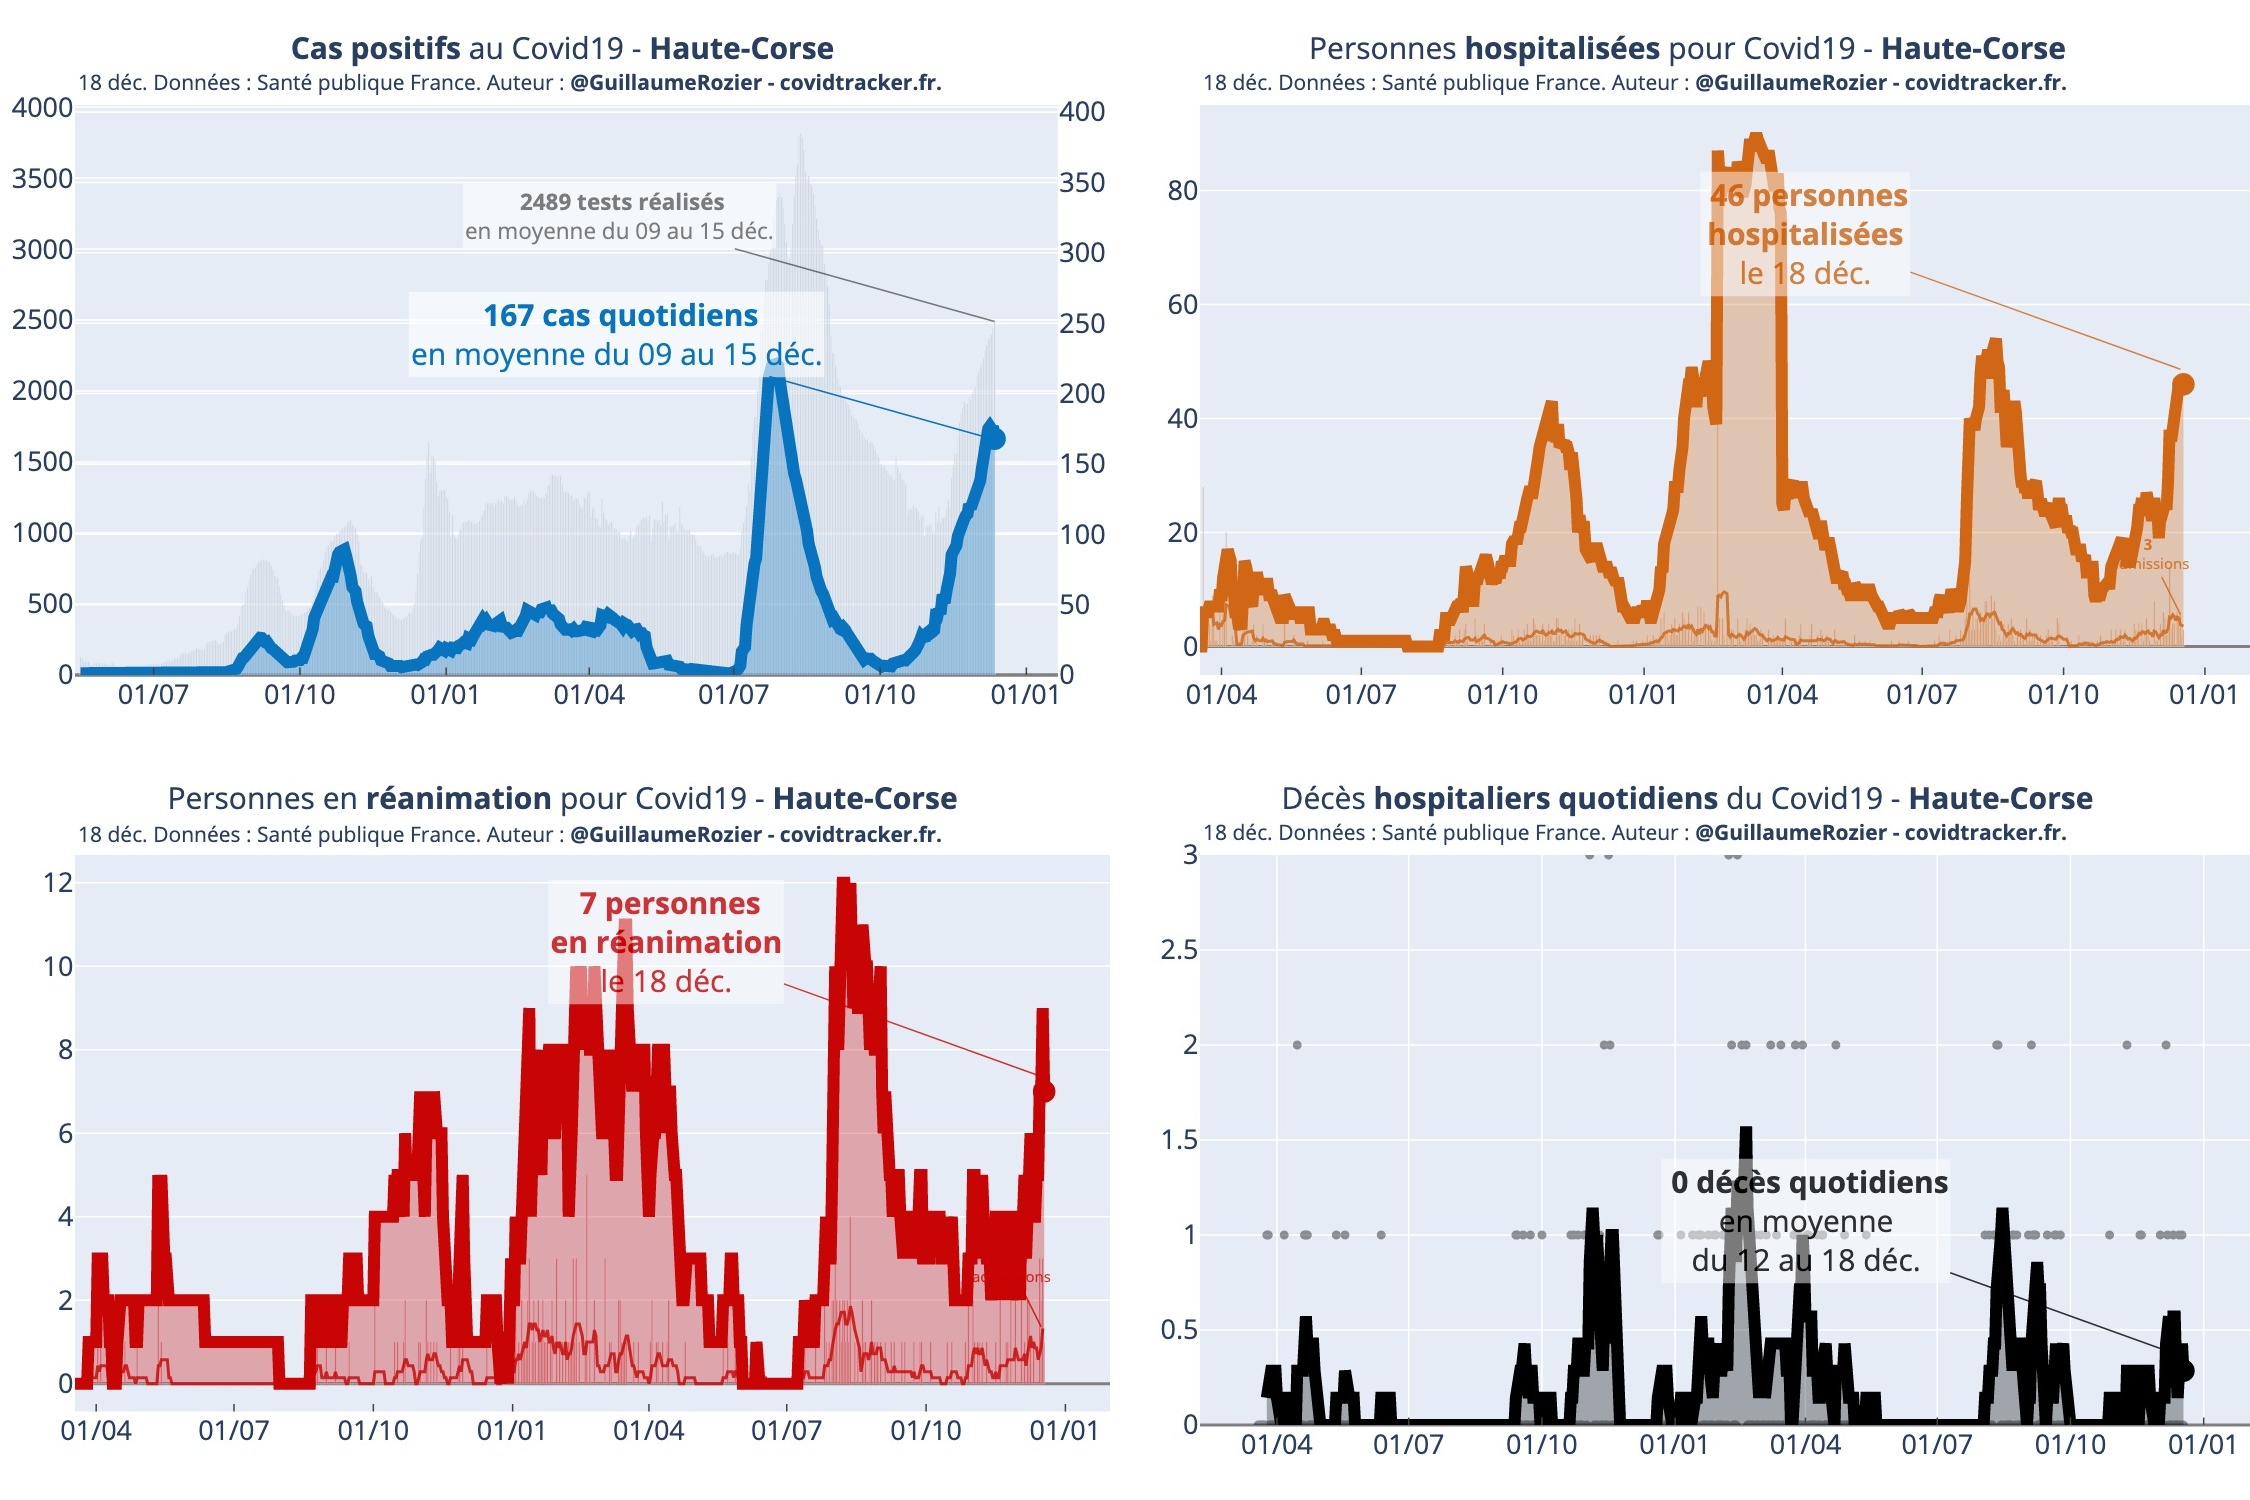 Cas positifs au Covid19 - Haute-Corse
18 déc. Données : Santé publique France. Auteur : @GuillaumeRozier - covidtracker.fr.
4000
3500
3000
2500
2000
1500
1000
500
0
400
350
300
250
200
150
100
50
0
2489 tests réalisés
en moyenne du 09 au 15 déc.
167 cas quotidiens
en moyenne du 09 au 15 déc.
01/07 01/10 01/01 01/04 01/07 01/10 01/01
Personnes hospitalisées pour Covid19 - Haute-Corse
18 déc. Données : Santé publique France. Auteur : @GuillaumeRozier - covidtracker.fr.
80
60
40
20
0
46 personnes
hospitalisées
le 18 déc.
3
01/04 01/07 01/10 01/01 01/04 01/07 01/10 01/01
Personnes en réanimation pour Covid19 - Haute-Corse
18 déc. Données : Santé publique France. Auteur : @GuillaumeRozier - covidtracker.fr.
12
10
8
6
4
2
0
7 personnes
en réanimation
le 18 déc.
01/04 01/07 01/10 01/01 01/04 01/07 01/10 01/01
Décès hospitaliers quotidiens du Covid19 - Haute-Corse
18 déc. Données : Santé publique France. Auteur : @GuillaumeRozier - covidtracker.fr.
3
2.5
2
1.5
1
0.5
0
0 décès quotidiens
en moyenne
du 12 au 18 déc.
01/04 01/07 01/10 01/01 01/04 01/07 01/10 01/01